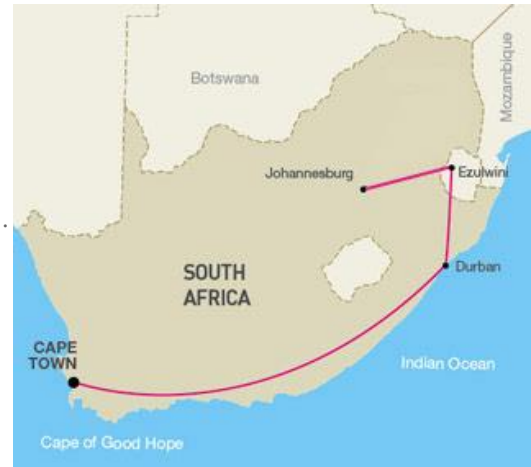 Botswana
Mozambique
Johannesburg
Ezulwini
SOUTH
AFRICA
Durban
CAPE
TOWN
Indian Ocean
Cape of Good Hope